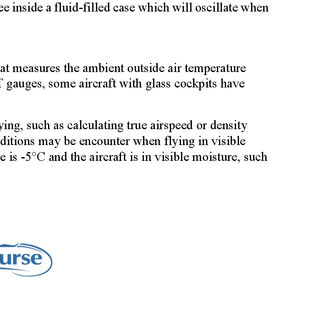 ee inside a fluid-filled case which will oscillate when
at measures the ambient outside air temperature
T gauges, some aircraft with glass cockpits have
ying, such as calculating true airspeed or density
ditions may be encounter when flying in visible
e is -5°C and the aircraft is in visible moisture, such
urse